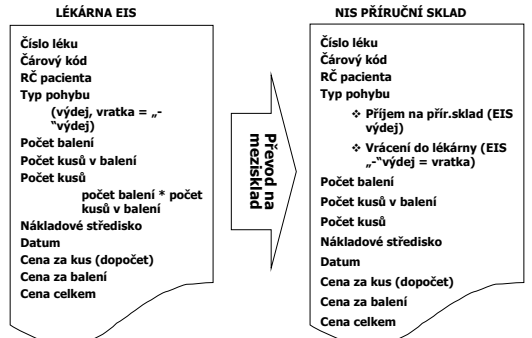 LÉKÁRNA EIS
Číslo léku
Čárový kód
RČ pacienta
Typ pohybu
(výdej, vratka = „-
“výdej)
Počet balení
Počet kusů v balení
Počet kusů
počet balení * počet
kusů v balení
Nákladové středisko
Datum
Cena za kus (dopočet)
Cena za balení
Cena celkem
Převod na
mezisklad
NIS PŘÍRUČNÍ SKLAD
Číslo léku
Čárový kód
RČ pacienta
Typ pohybu
❖ Příjem na přír.sklad (EIS
výdej)
❖ Vrácení do lékárny (EIS
„-“výdej = vratka)
Počet balení
Počet kusů v balení
Počet kusů
Nákladové středisko
Datum
Cena za kus (dopočet)
Cena za balení
Cena celkem